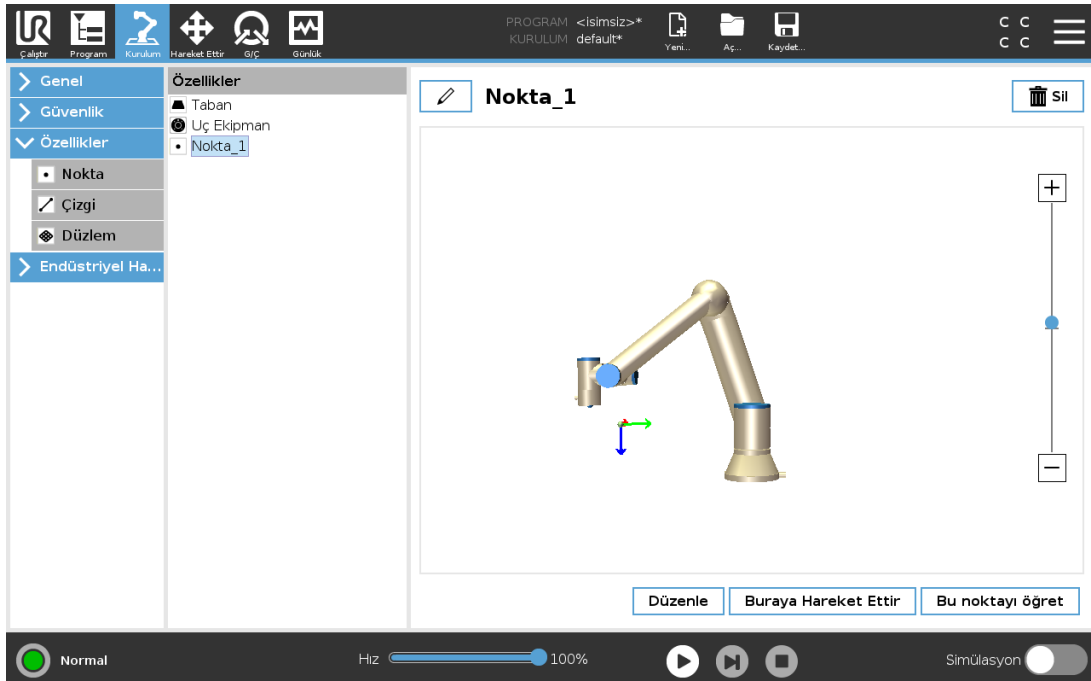 PROGRAM <isimsiz>*
KURULUM default*
Çalıştır Program Kurulum Hareket Ettir G/Ç Günlük
Yeni... Aç... Kaydet...
C C
C C
Genel
Güvenlik
Özellikler
Nokta
Çizgi
Düzlem
Endüstriyel Ha...
Özellikler
Taban
Uç Ekipman
Nokta_1
Nokta_1
Sil
Düzenle Buraya Hareket Ettir Bu noktayı öğret
Normal
Hız 100%
Simülasyon